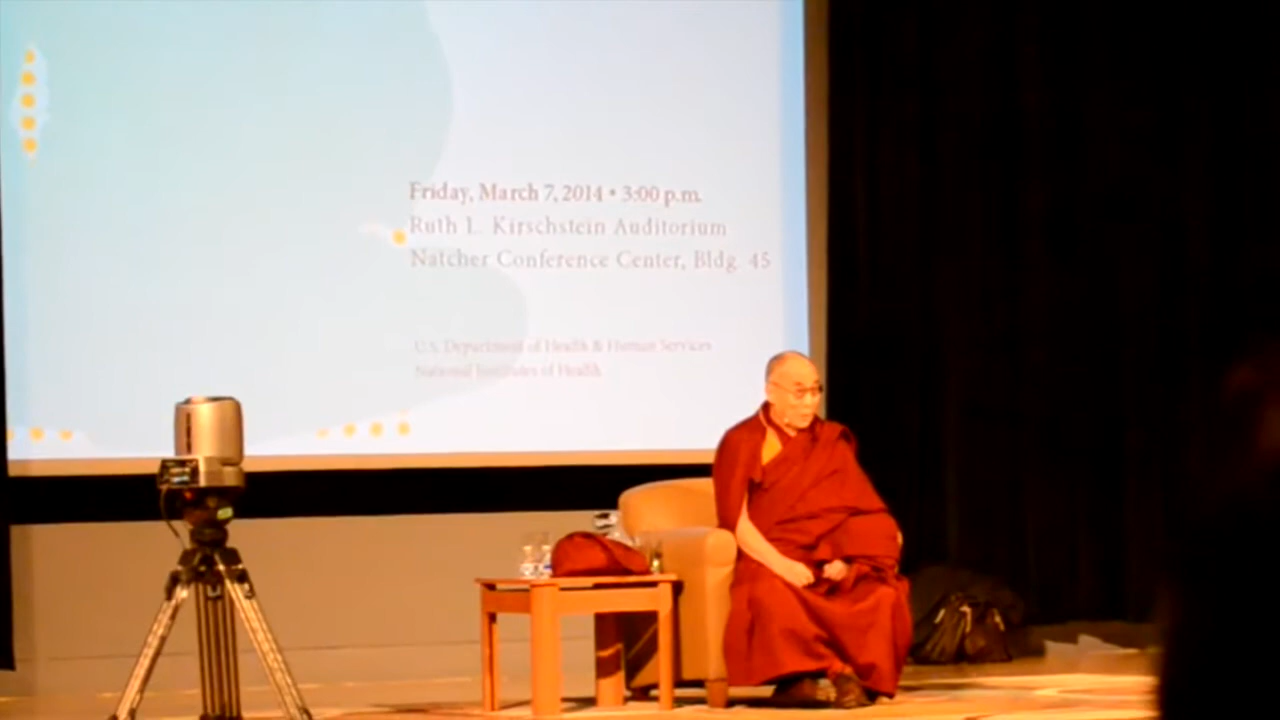 Friday, March 7, 2014 • 3:00 p.m.
Ruth L. Kirschstein Auditorium
Natcher Conference Center, Bldg. 45
U.S. Department of Health & Human Services
National Institutes of Health